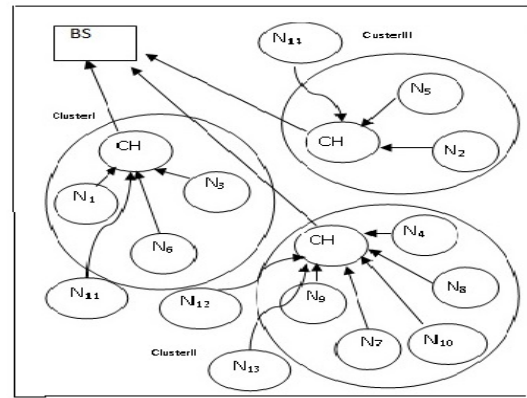 BS
N11
ClusterIII
N5
CH
N2
ClusterI
CH
N1
N3
N6
N11
N12
CH
N4
N8
N9
N7
N10
ClusterII
N13